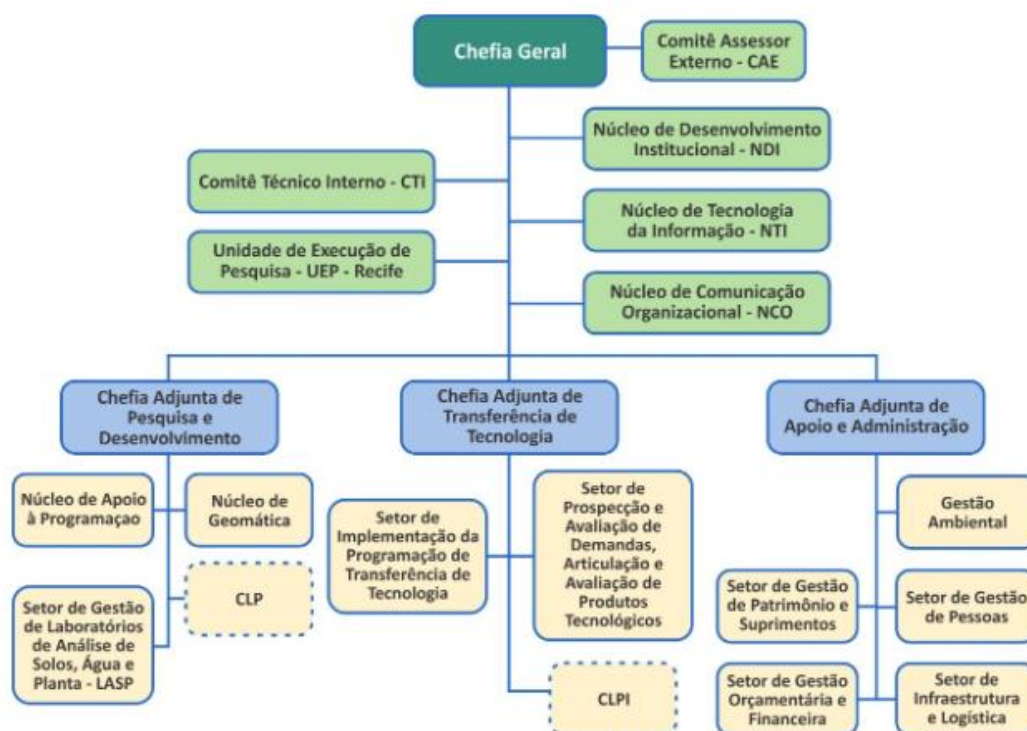 Chefia Geral
Comitê Assessor
Externo - CAE
Núcleo de Desenvolvimento
Institucional - NDI
Comitê Técnico Interno - CTI
Núcleo de Tecnologia
da Informação - NTI
Unidade de Execução de
Pesquisa - UEP - Recife
Núcleo de Comunicação
Organizacional - NCO
Chefia Adjunta de
Pesquisa e
Desenvolvimento
Chefia Adjunta de
Transferência de
Tecnologia
Chefia Adjunta de
Apoio e Administração
Núcleo de Apoio
à Programaçao
Núcleo de
Geomática
CLP
Setor de Gestão
de Laboratórios
de Análise de
Solos, Água e
Planta - LASP
Setor de
Implementação da
Programação de
Transferência de
Tecnologia
Setor de
Prospecção e
Avaliação de
Demandas,
Articulação e
Avaliação de
Produtos
Tecnológicos
CLPI
Gestão
Ambiental
Setor de Gestão
de Patrimônio e
Suprimentos
Setor de Gestão
de Pessoas
Setor de Gestão
Orçamentária e
Financeira
Setor de
Infraestrutura
e Logística